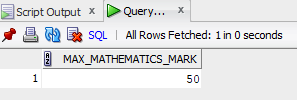 Script Output
Query...
SQL
All Rows Fetched: 1 in 0 seconds
MAX_MATHEMATICS_MARK
1
50